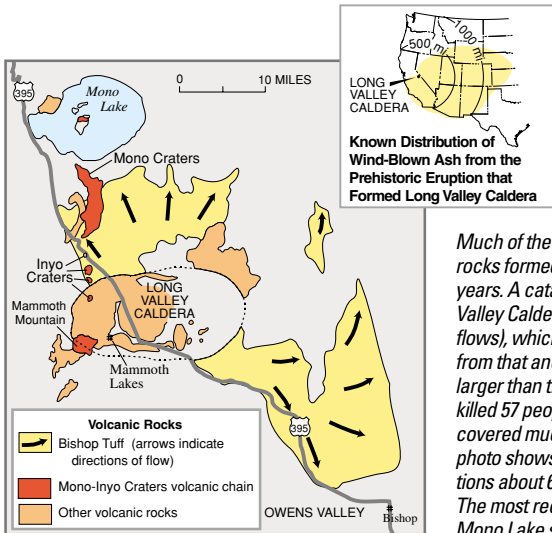 1000 mi
500 mi
LONG
VALLEY
CALDERA
Known Distribution of
Wind-Blown Ash from the
Prehistoric Eruption that
Formed Long Valley Caldera
395
Mono
Lake
0 10 MILES
Mono Craters
Inyo
Craters
LONG
VALLEY
CALDERA
Mammoth
Mountain
Mammoth
Lakes
395
OWENS VALLEY
Bishop
Volcanic Rocks
Bishop Tuff (arrows indicate
directions of flow)
Mono-Inyo Craters volcanic chain
Other volcanic rocks
Much of the
rocks formed
years. A cata
Valley Calde
flows), which
from that an
larger than t
killed 57 peo
covered muc
photo shows
tions about 6
The most rec
Mono Lake s